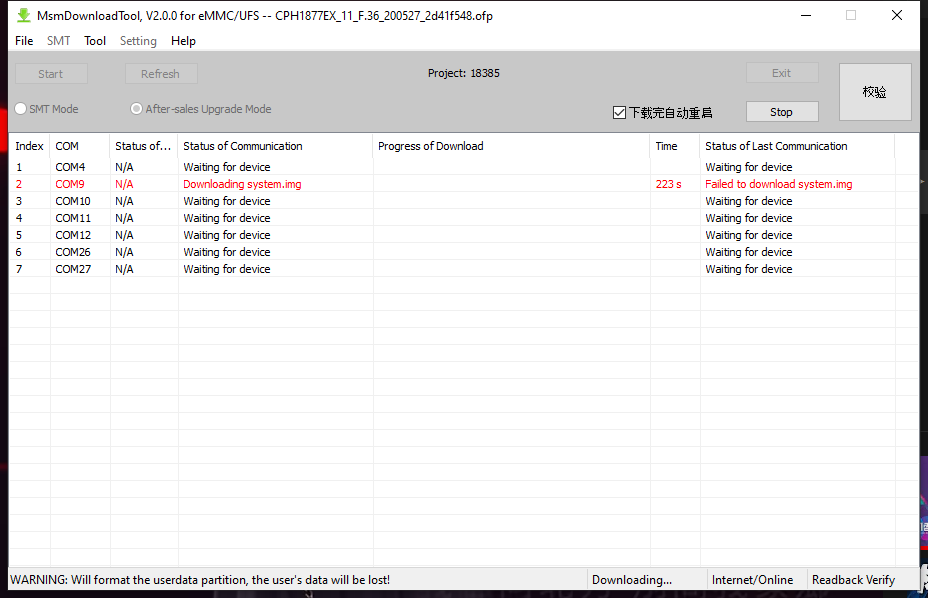 MsmDownloadTool, V2.0.0 for eMMC/UFS -- CPH1877EX_11_F.36_200527_2d41f548.ofp
File SMT Tool Setting Help
Start Refresh Project: 18385 Exit 校验
SMT Mode After-sales Upgrade Mode 下载完自动重启 Stop
Index COM Status of... Status of Communication Progress of Download Time Status of Last Communication
1 COM4 N/A Waiting for device Waiting for device
2 COM9 N/A Downloading system.img 223 s Failed to download system.img
3 COM10 N/A Waiting for device Waiting for device
4 COM11 N/A Waiting for device Waiting for device
5 COM12 N/A Waiting for device Waiting for device
6 COM26 N/A Waiting for device Waiting for device
7 COM27 N/A Waiting for device Waiting for device
WARNING: Will format the userdata partition, the user's data will be lost! Downloading... Internet/Online Readback Verify